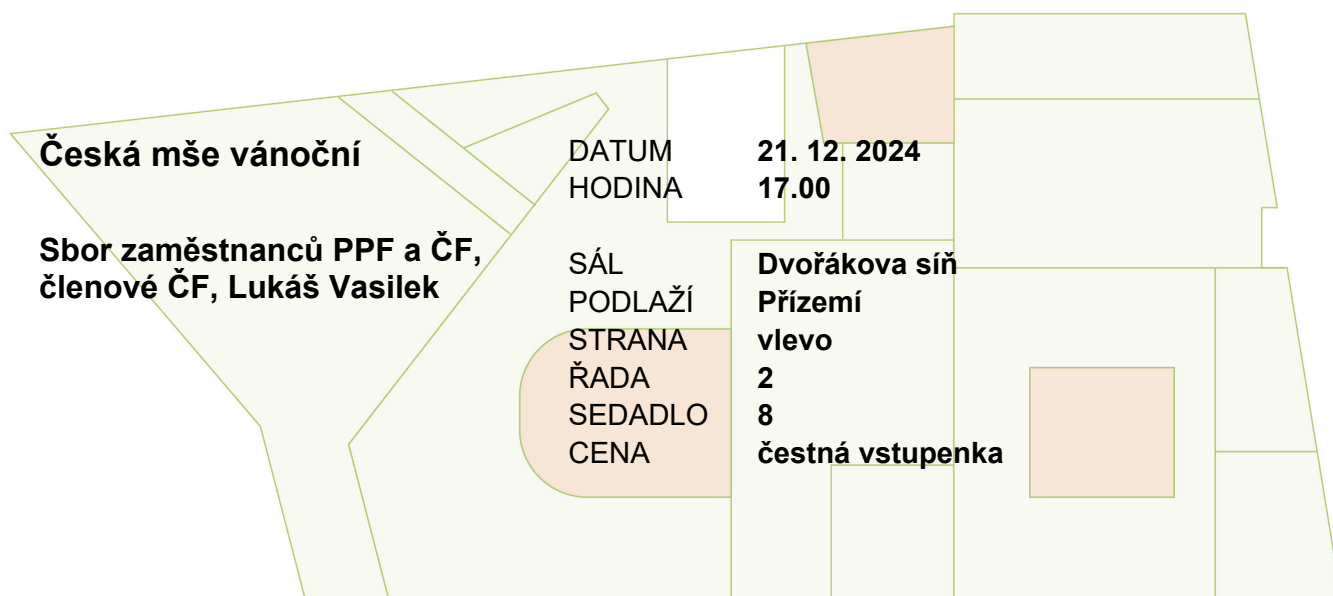 Česká mše vánoční
Sbor zaměstnanců PPF a ČF,
členové ČF, Lukáš Vasilek
DATUM 21. 12. 2024
HODINA 17.00
SÁL Dvořákova síň
PODLAŽÍ Přízemí
STRANA vlevo
ŘADA 2
SEDADLO 8
CENA čestná vstupenka